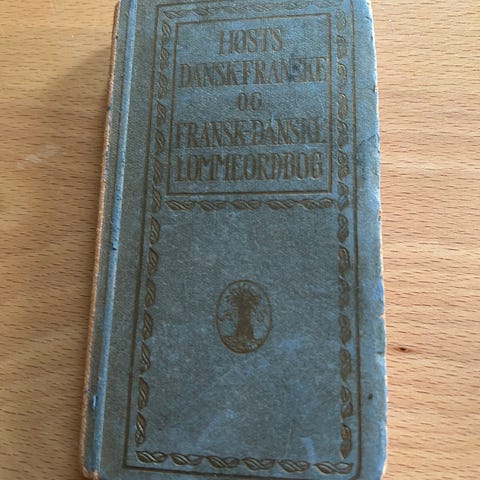 HØSTS
DANSK-FRANSKE
OG
FRANSK-DANSKE
LOMMEORDBOG